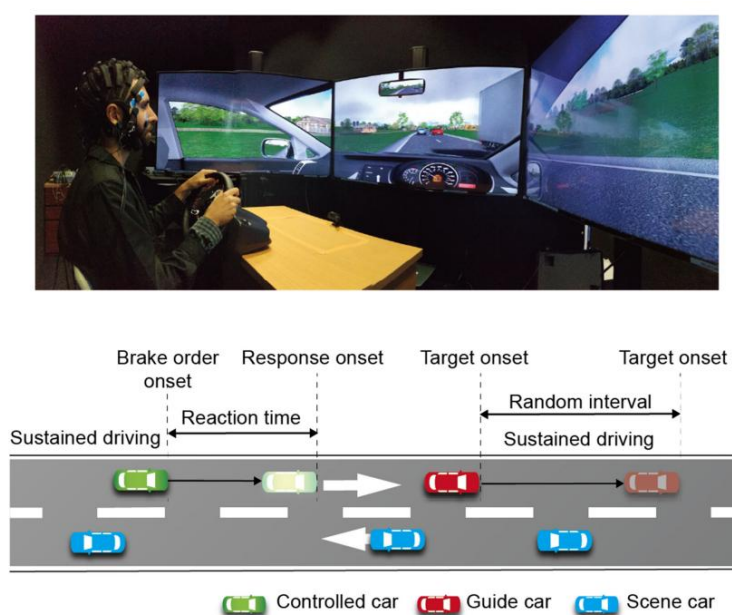 Brake order
onset
Response onset
Target onset
Target onset
Reaction time
Random interval
Sustained driving
Sustained driving
Controlled car
Guide car
Scene car